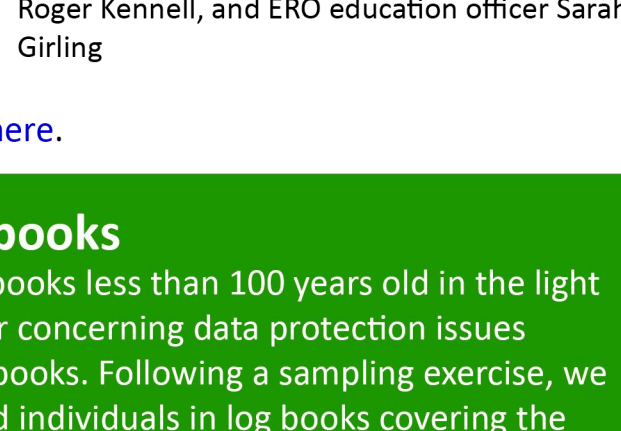 Roger Kennell, and ERO education officer Sarah
Girling
here.
books
books less than 100 years old in the light
r concerning data protection issues
books. Following a sampling exercise, we
d individuals in log books covering the